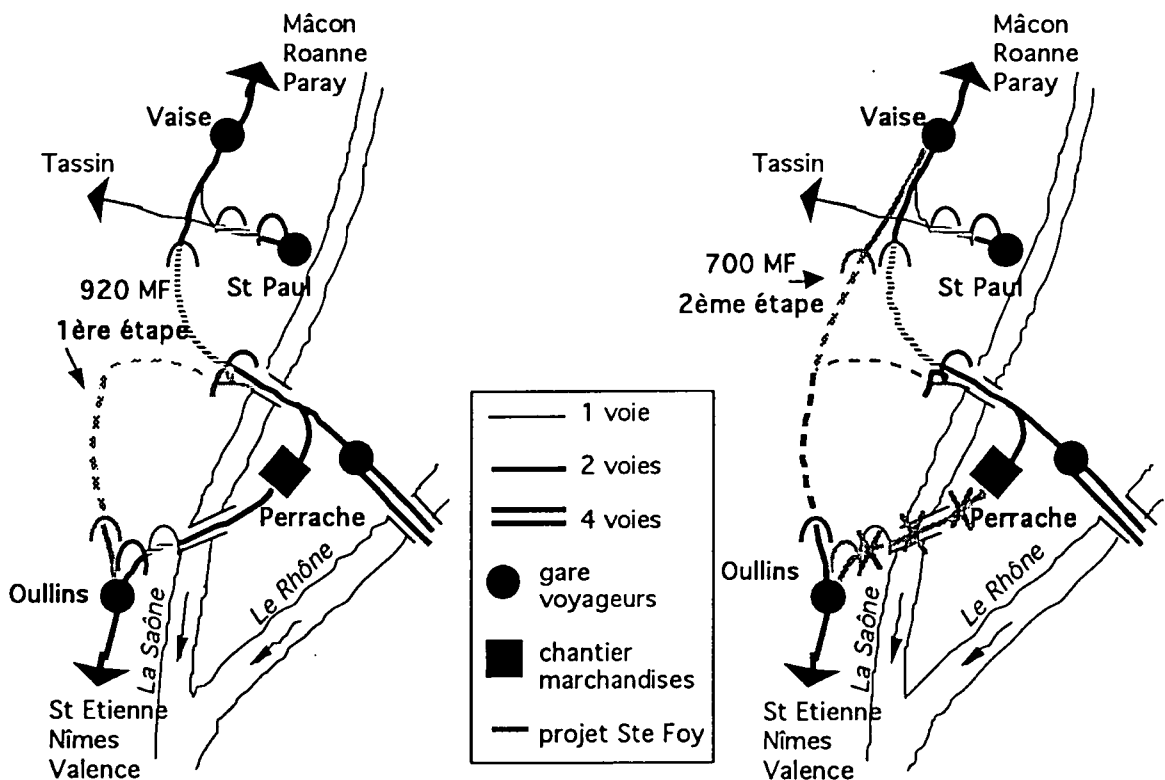 Mâcon
Roanne
Paray
Vaise
Tassin
St Paul
920 MF
1ère étape
Perrache
Oullins
La Saône
Le Rhône
St Etienne
Nîmes
Valence
1 voie
2 voies
4 voies
gare
voyageurs
chantier
marchandises
projet Ste Foy
Mâcon
Roanne
Paray
Vaise
Tassin
St Paul
700 MF
2ème étape
Perrache
Oullins
La Saône
Le Rhône
St Etienne
Nîmes
Valence